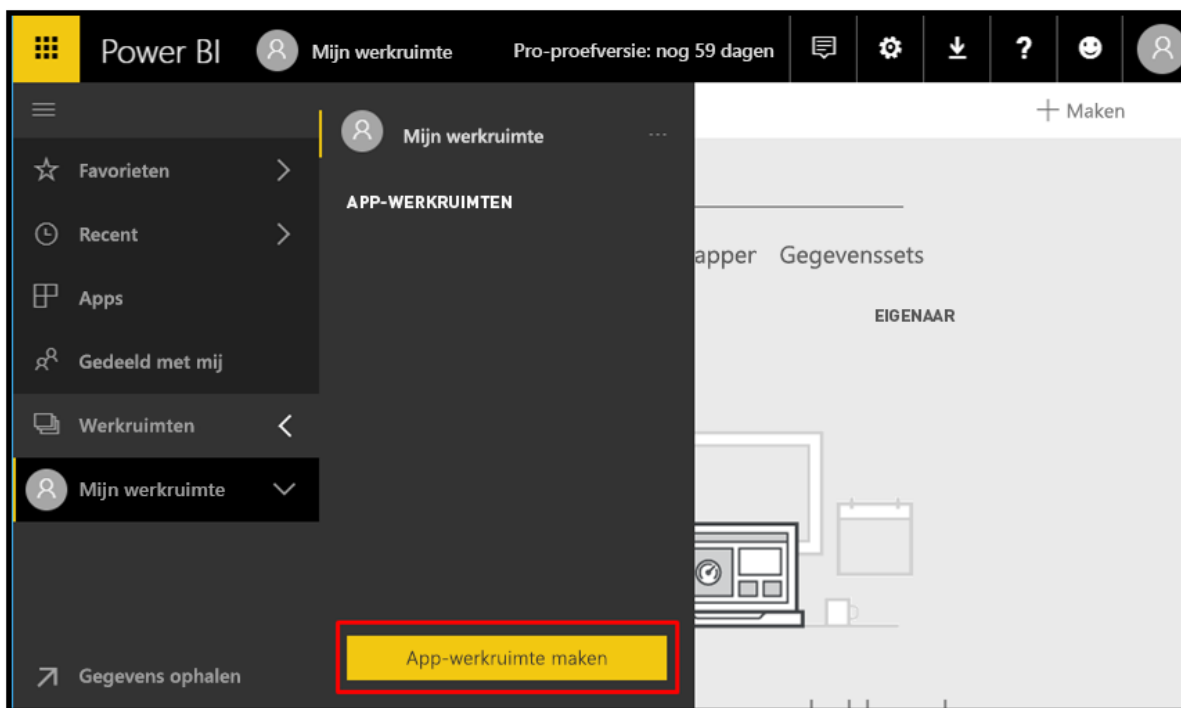 Power BI Mijn werkruimte Pro-proefversie: nog 59 dagen ?
Mijn werkruimte ... + Maken
Favorieten
APP-WERKRUIMTEN
Recent
apper Gegevenssets
Apps
EIGENAAR
Gedeeld met mij
Werkruimten
Mijn werkruimte
App-werkruimte maken
Gegevens ophalen